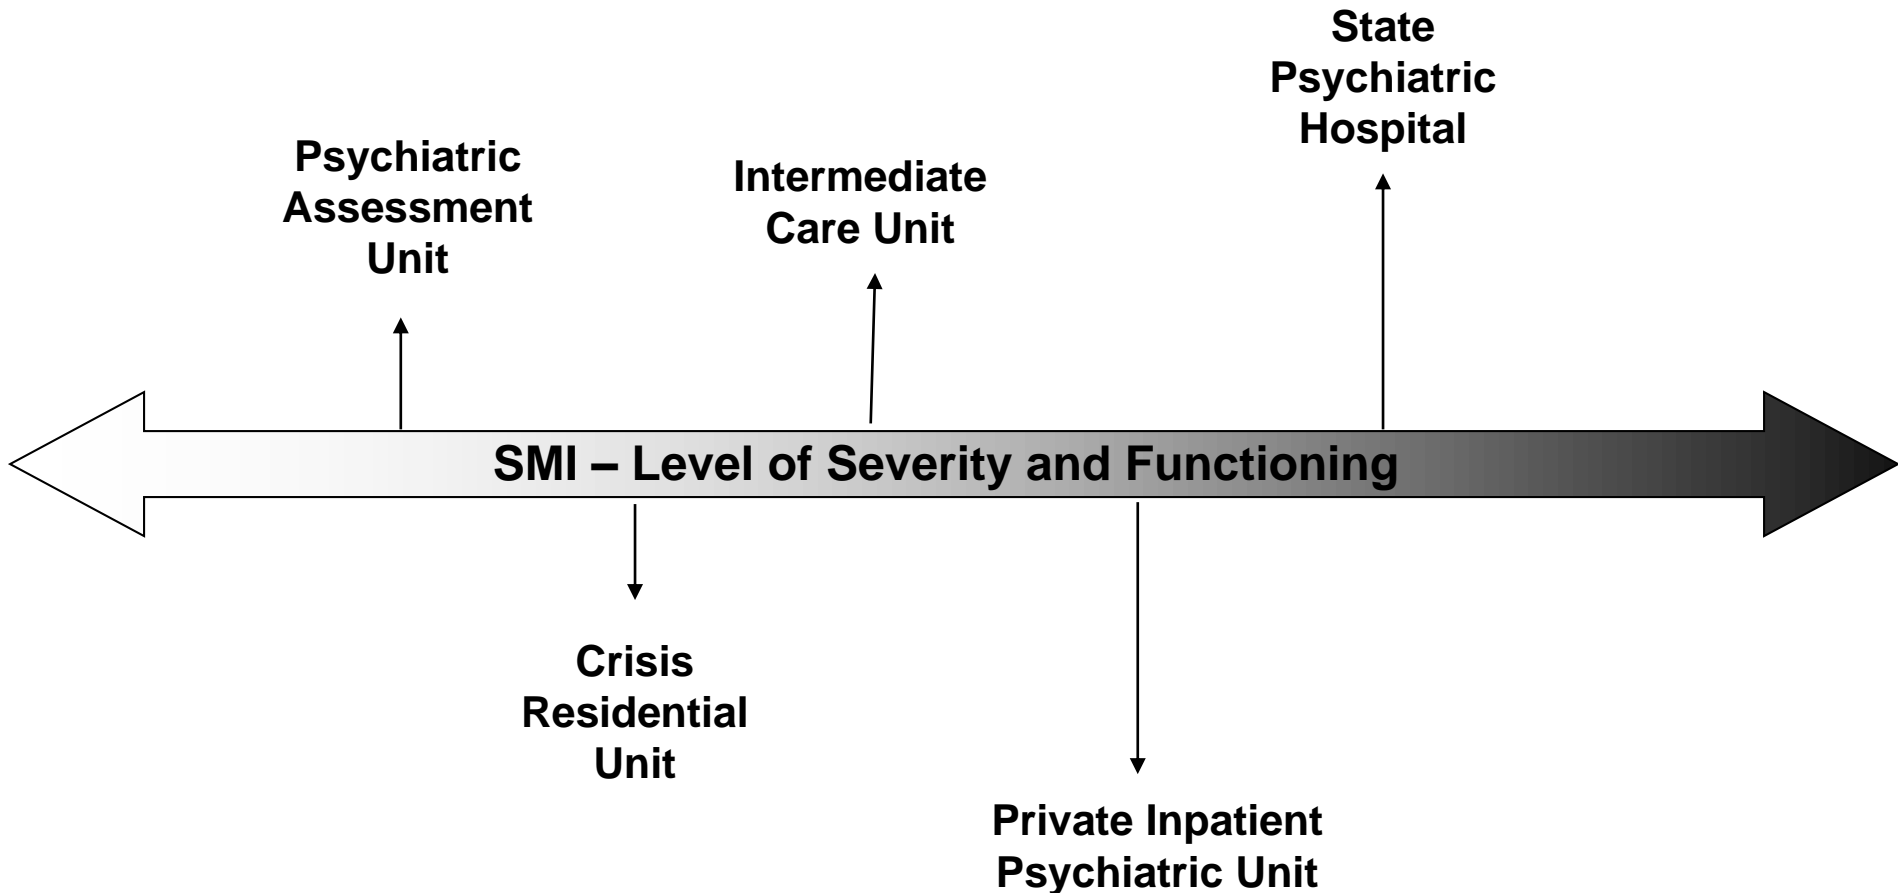 State
Psychiatric
Hospital
Psychiatric
Assessment
Unit
Intermediate
Care Unit
SMI – Level of Severity and Functioning
Crisis
Residential
Unit
Private Inpatient
Psychiatric Unit